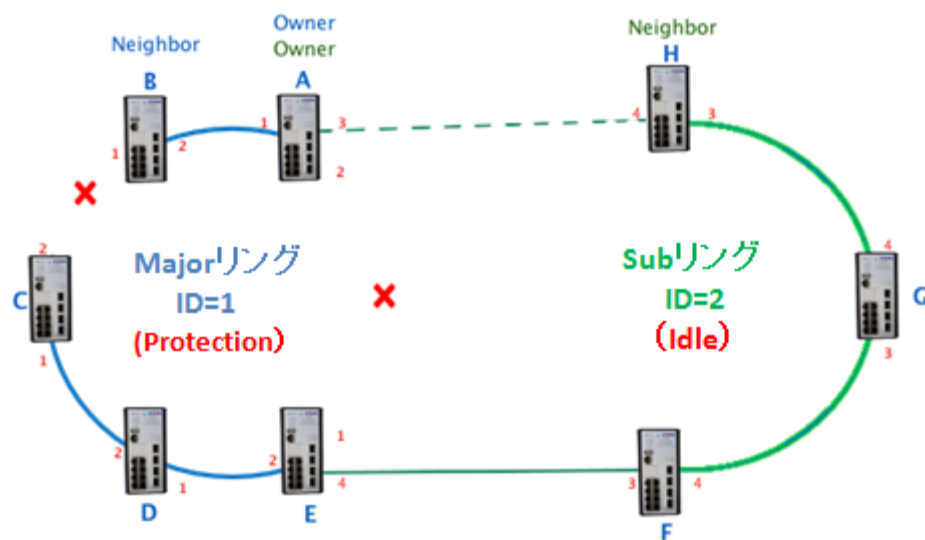 Owner
Neighbor
Owner
Neighbor
B
A
H
1
2
1
3
2
4
3
2
C
1
Majorリング
ID=1
(Protection)
Subリング
ID=2
(Idle)
4
G
3
2
1
D
2
1
4
E
3
4
F